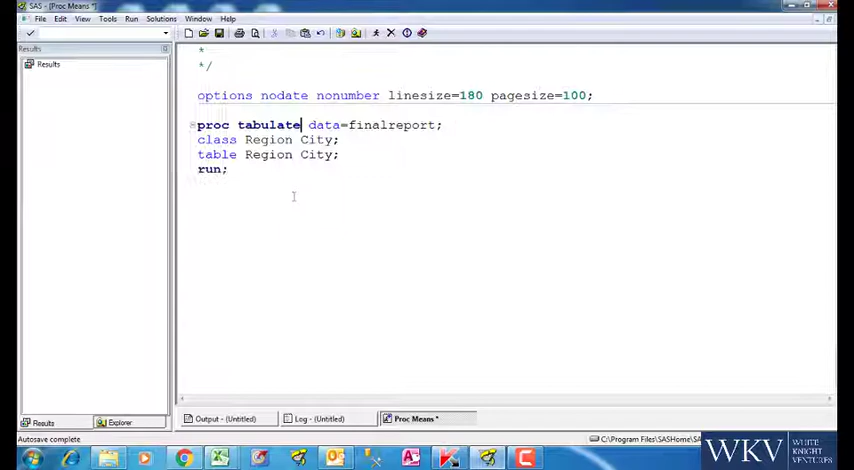 SAS - [Proc Means *]
File Edit View Tools Run Solutions Window Help
Results
Results
*
*/
options nodate nonumber linesize=180 pagesize=100;
proc tabulate data=finalreport;
class Region City;
table Region City;
run;
Results Explorer
Output - (Untitled) Log - (Untitled) Proc Means *
Autosave complete
C:\Program Files\SASHome\SAS
WKV
WHITE
KNIGHT
VENTURES